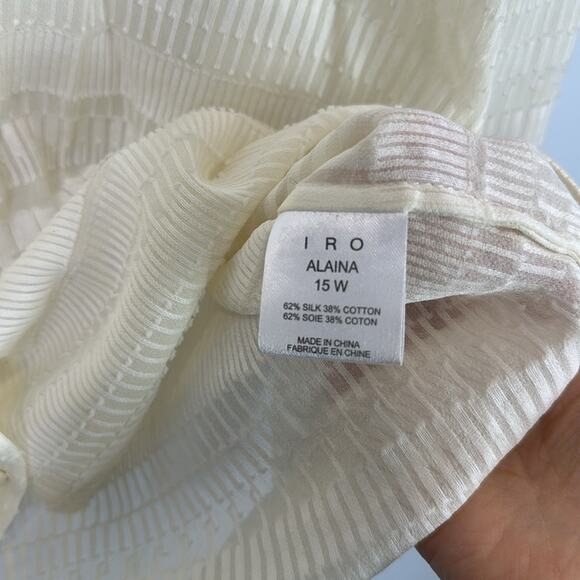 I R O
ALAINA
15 W
62% SILK 38% COTTON
62% SOIE 38% COTON
MADE IN CHINA
FABRIQUE EN CHINE